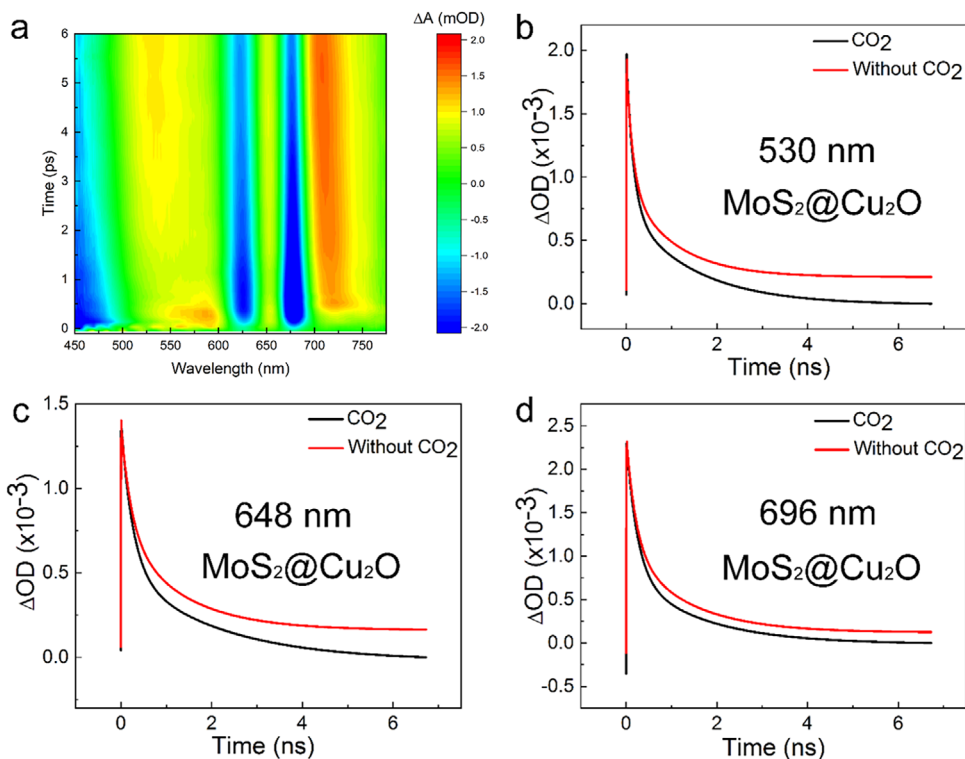 a
ΔA (mOD)
6
5
4
3
2
1
0
Time (ps)
450 500 550 600 650 700 750
Wavelength (nm)
2.0
1.5
1.0
0.5
0.0
-0.5
-1.0
-1.5
-2.0
b
CO2
Without CO2
530 nm
MoS2@Cu2O
2.0
1.5
1.0
0.5
0.0
ΔOD (x10-3)
0 2 4 6
Time (ns)
c
CO2
Without CO2
648 nm
MoS2@Cu2O
1.5
1.0
0.5
0.0
ΔOD (x10-3)
0 2 4 6
Time (ns)
d
CO2
Without CO2
696 nm
MoS2@Cu2O
2.5
2.0
1.5
1.0
0.5
0.0
-0.5
ΔOD (x10-3)
0 2 4 6
Time (ns)